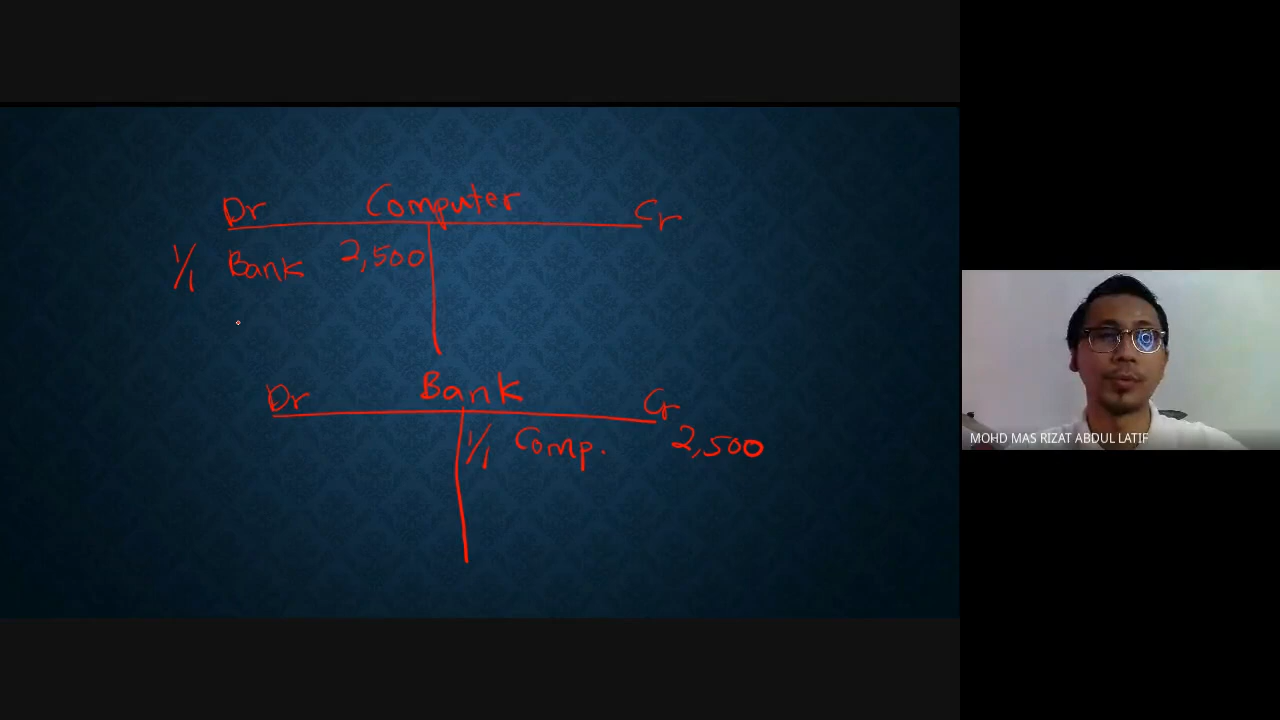 Dr Computer Cr
1/1 Bank 2,500
Dr Bank Cr
1/1 Comp. 2,500
MOHD MAS RIZAT ABDUL LATIF